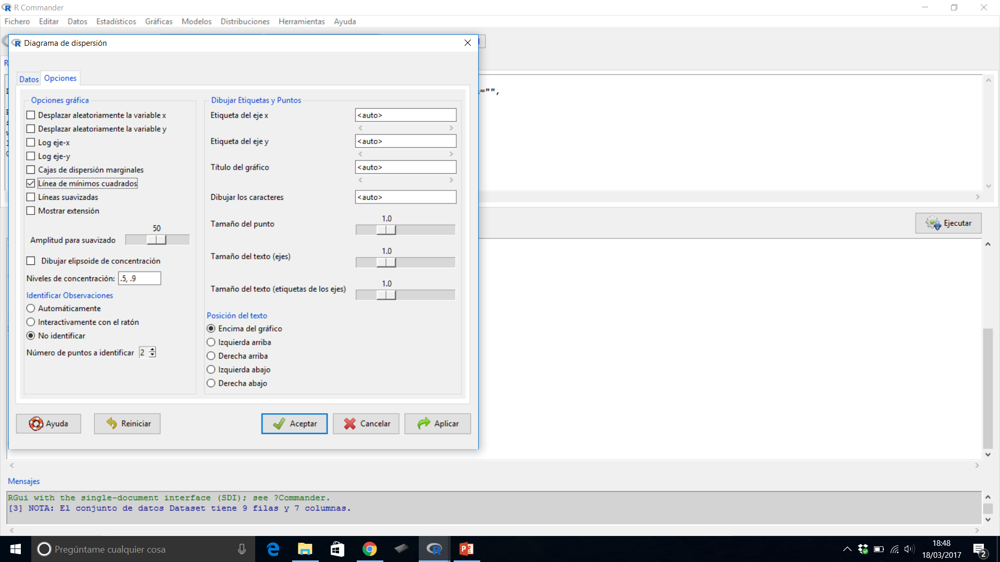 R Commander
Fichero Editar Datos Estadísticos Gráficas Modelos Distribuciones Herramientas Ayuda
Diagrama de dispersión
Datos Opciones
="",
Opciones gráfica
Desplazar aleatoriamente la variable x
Desplazar aleatoriamente la variable y
Log eje-x
Log eje-y
Cajas de dispersión marginales
Línea de mínimos cuadrados
Líneas suavizadas
Mostrar extensión
50
Amplitud para suavizado
Dibujar elipsoide de concentración
Niveles de concentración: .5, .9
Identificar Observaciones
Automáticamente
Interactivamente con el ratón
No identificar
Número de puntos a identificar 2
Dibujar Etiquetas y Puntos
Etiqueta del eje x <auto>
Etiqueta del eje y <auto>
Título del gráfico <auto>
Dibujar los caracteres <auto>
1.0
Tamaño del punto
1.0
Tamaño del texto (ejes)
1.0
Tamaño del texto (etiquetas de los ejes)
Posición del texto
Encima del gráfico
Izquierda arriba
Derecha arriba
Izquierda abajo
Derecha abajo
Ayuda Reiniciar Aceptar Cancelar Aplicar
Ejecutar
Mensajes
RGui with the single-document interface (SDI); see ?Commander.
[3] NOTA: El conjunto de datos Dataset tiene 9 filas y 7 columnas.
Pregúntame cualquier cosa
18:48
18/03/2017
2